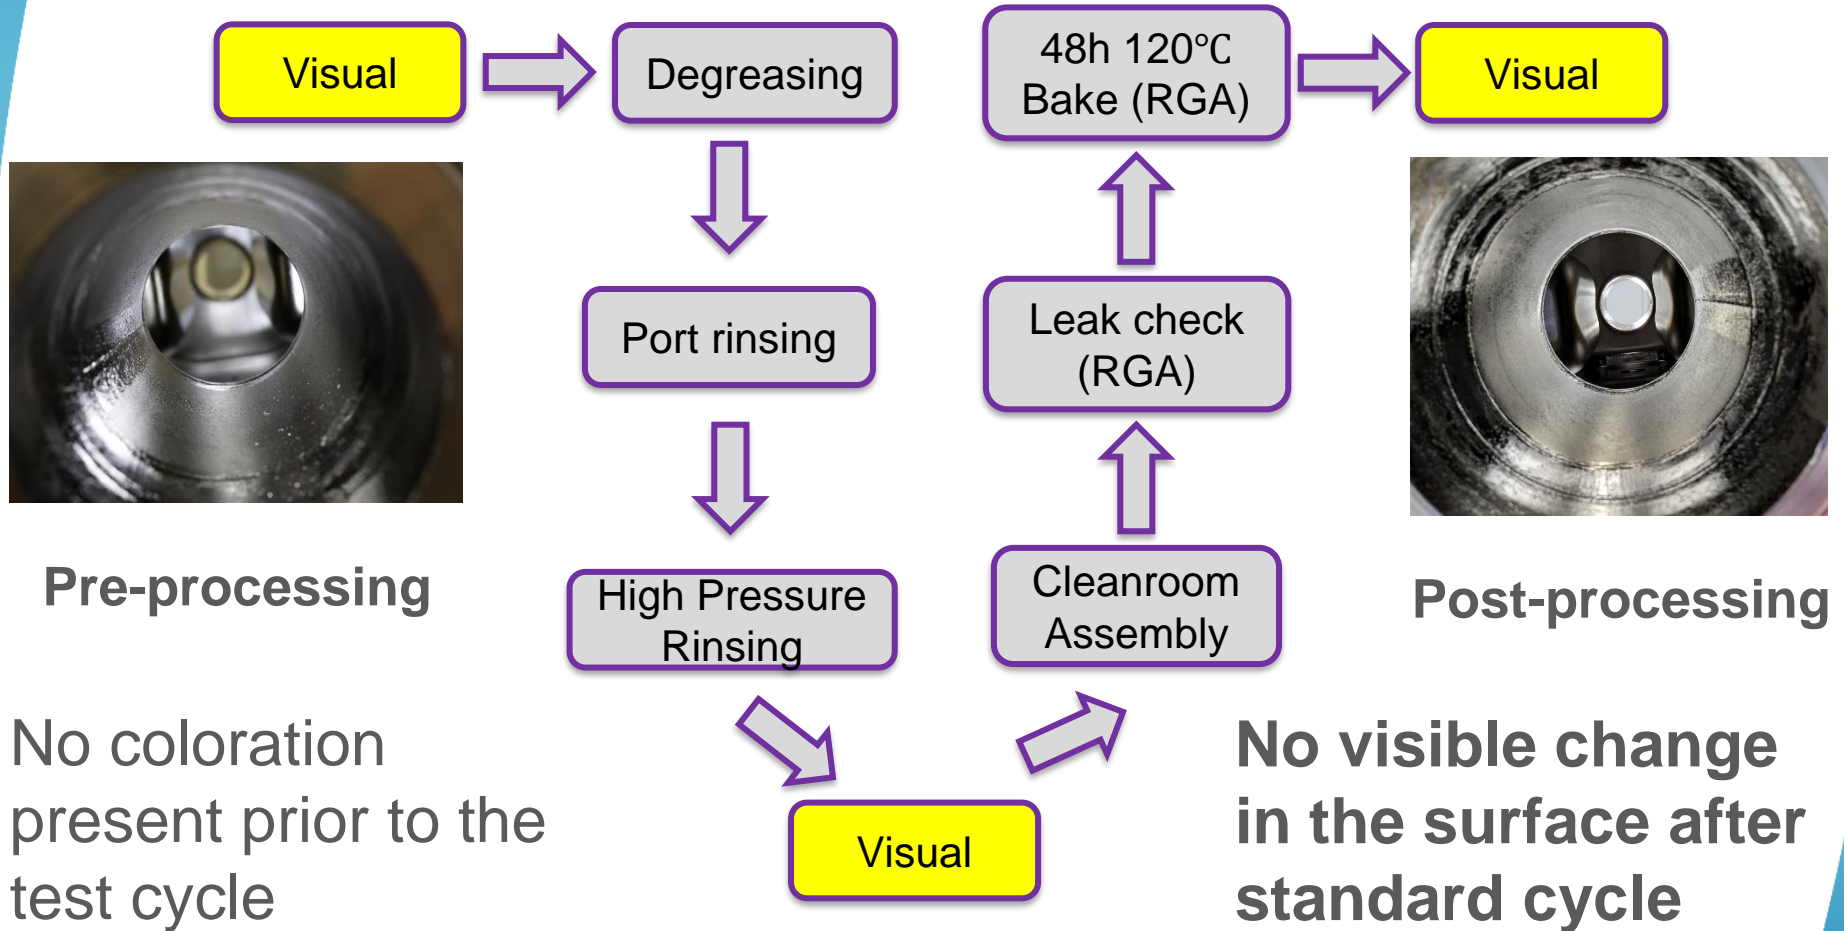 Visual
Degreasing
Port rinsing
High Pressure
Rinsing
Visual
Cleanroom
Assembly
Leak check
(RGA)
48h 120℃
Bake (RGA)
Visual
Pre-processing
No coloration
present prior to the
test cycle
Post-processing
No visible change
in the surface after
standard cycle